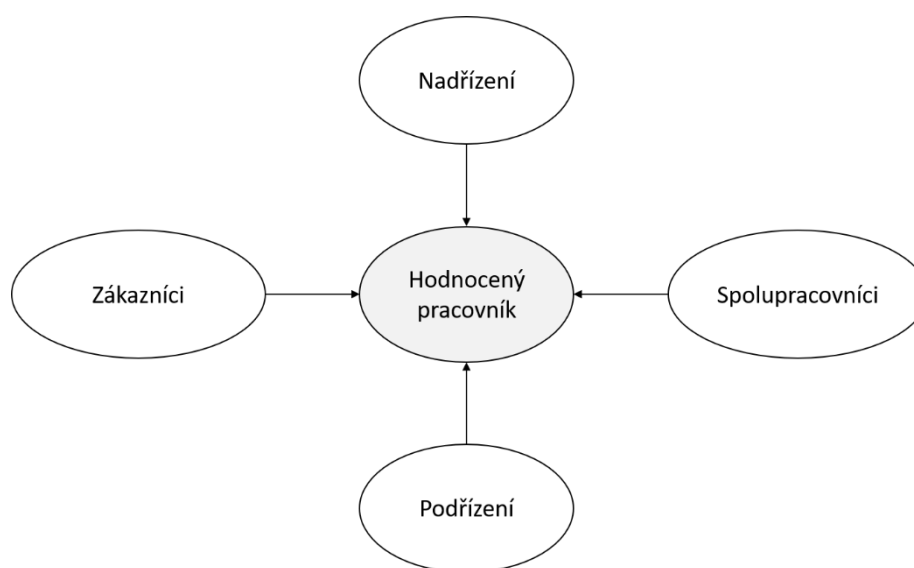 Nadřízení
Zákazníci
Hodnocený
pracovník
Spolupracovníci
Podřízení